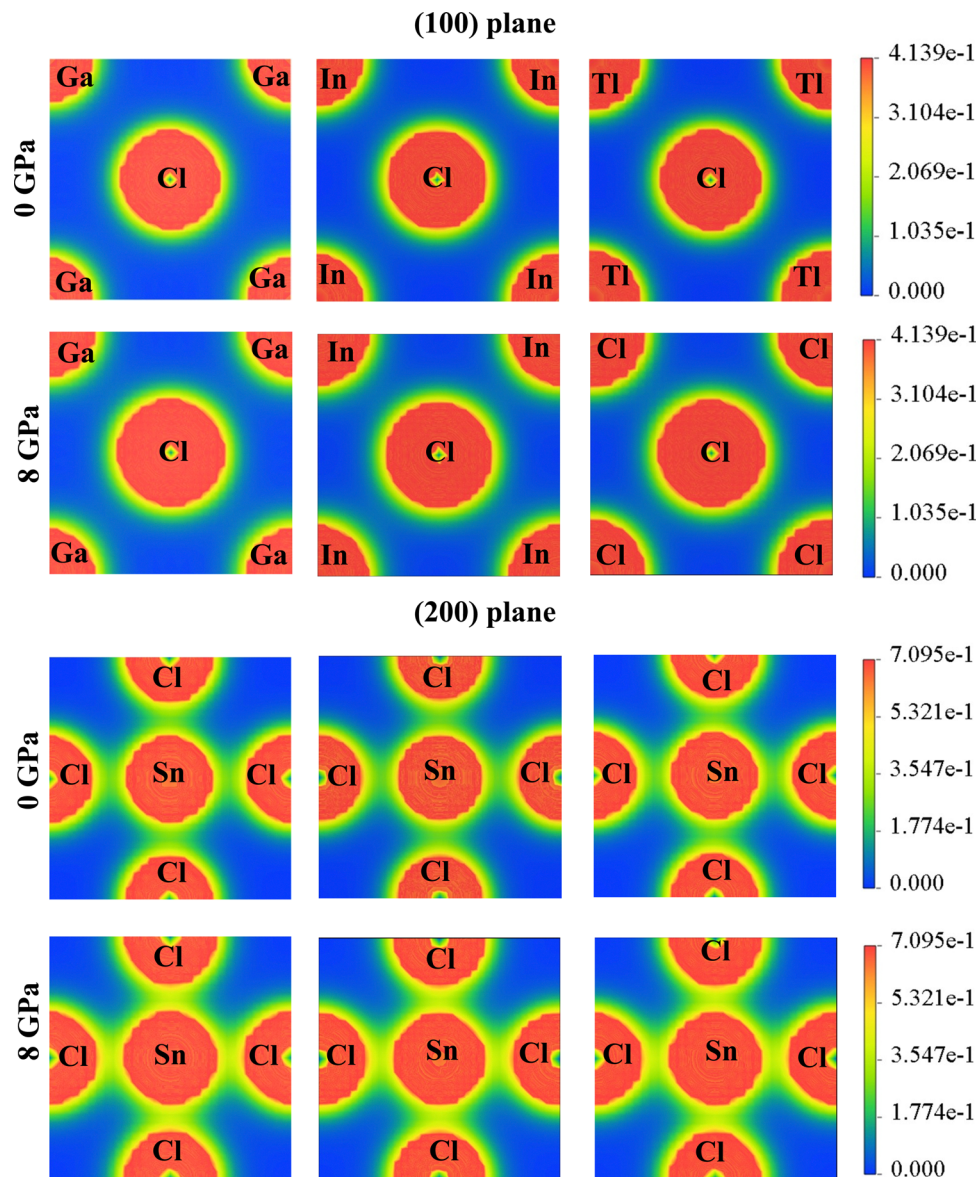 (100) plane
Ga Ga In In Tl Tl 4.139e-1
3.104e-1
0 GPa Cl Cl Cl 2.069e-1
1.035e-1
Ga Ga In In Tl Tl 0.000
Ga Ga In In Cl Cl 4.139e-1
3.104e-1
8 GPa Cl Cl Cl 2.069e-1
1.035e-1
Ga Ga In In Cl Cl 0.000
(200) plane
Cl Cl Cl 7.095e-1
5.321e-1
0 GPa Cl Sn Cl Cl Sn Cl Cl Sn Cl 3.547e-1
1.774e-1
Cl Cl Cl 0.000
Cl Cl Cl 7.095e-1
5.321e-1
8 GPa Cl Sn Cl Cl Sn Cl Cl Sn Cl 3.547e-1
1.774e-1
Cl Cl Cl 0.000